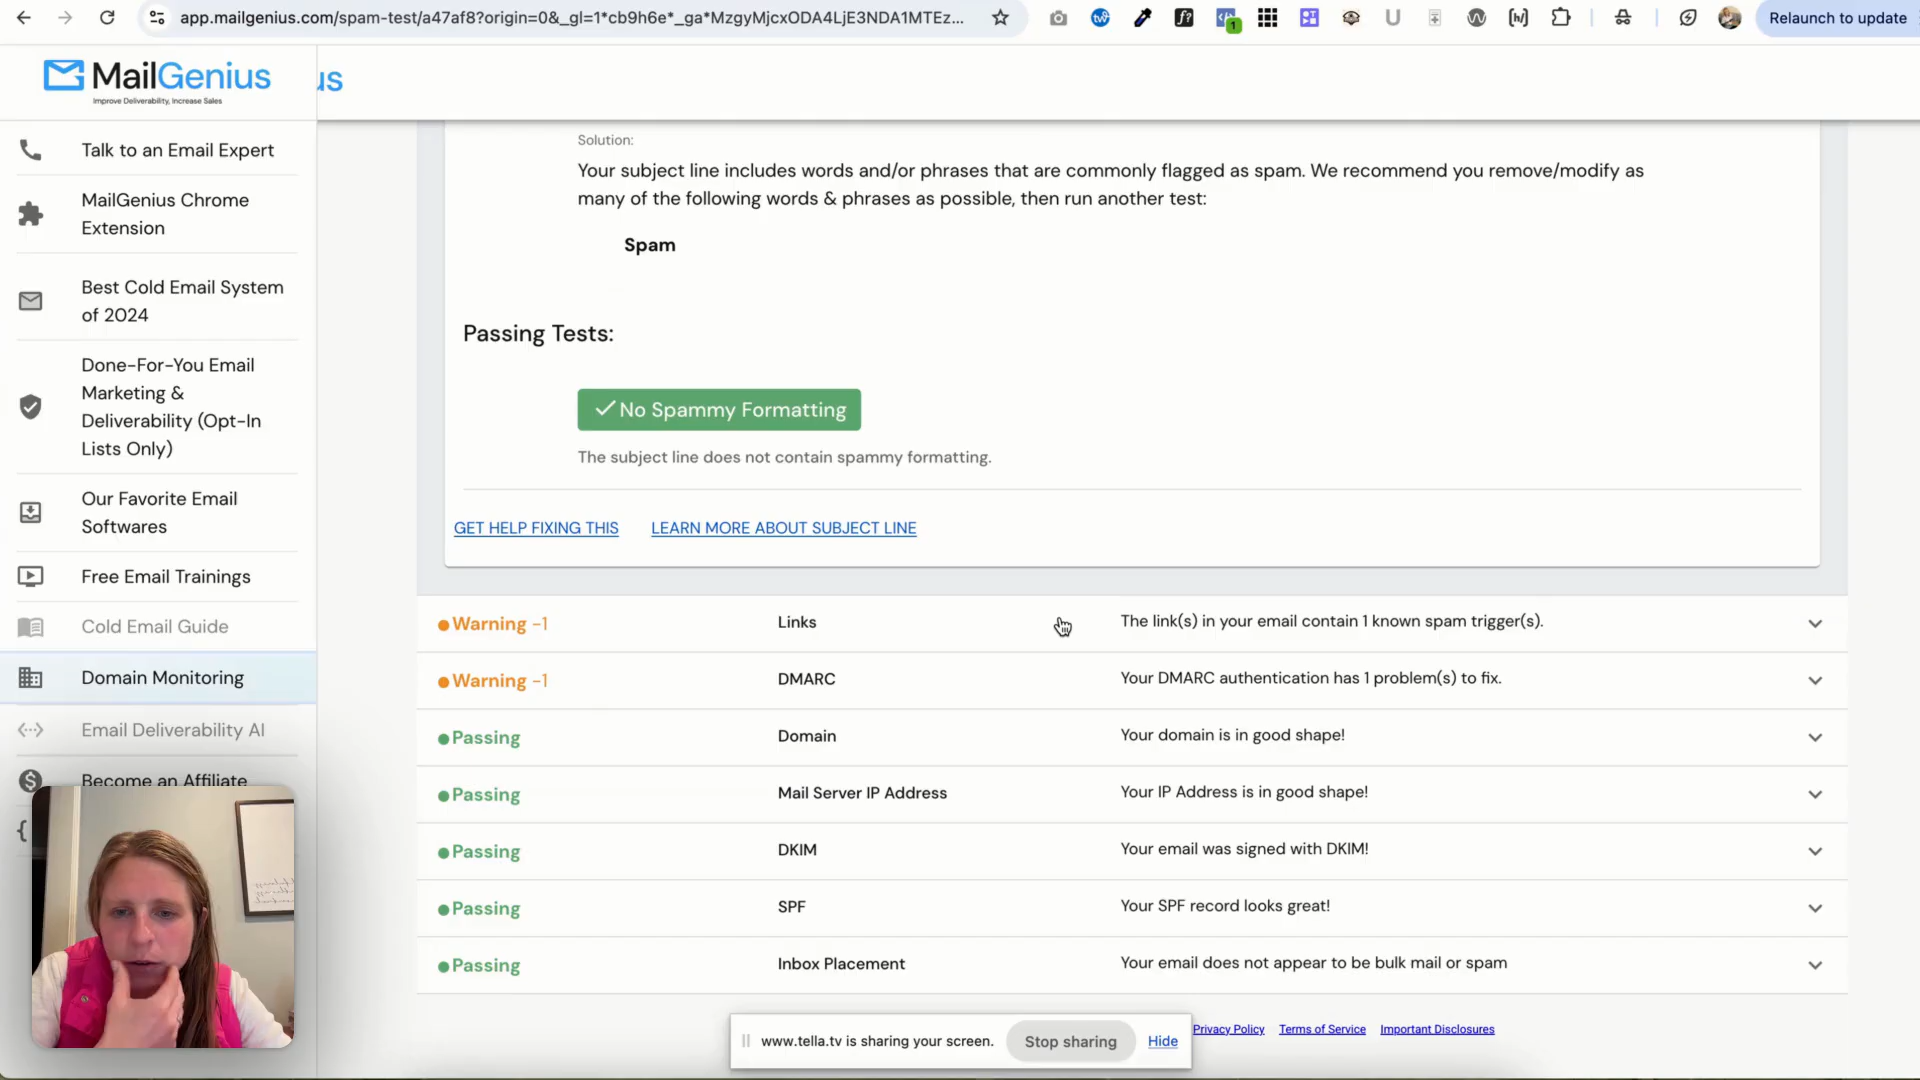 app.mailgenius.com/spam-test/a47af8?origin=0&_gl=1*cb9h6e*_ga*MzgyMjcxODA4LjE3NDA1MTEz...
1
Relaunch to update
MailGenius
Improve Deliverability, Increase Sales
us
Talk to an Email Expert
MailGenius Chrome
Extension
Best Cold Email System
of 2024
Done-For-You Email
Marketing &
Deliverability (Opt-In
Lists Only)
Our Favorite Email
Softwares
Free Email Trainings
Cold Email Guide
Domain Monitoring
Email Deliverability AI
Become an Affiliate
Solution:
Your subject line includes words and/or phrases that are commonly flagged as spam. We recommend you remove/modify as
many of the following words & phrases as possible, then run another test:
Spam
Passing Tests:
No Spammy Formatting
The subject line does not contain spammy formatting.
GET HELP FIXING THIS LEARN MORE ABOUT SUBJECT LINE
Warning -1 Links The link(s) in your email contain 1 known spam trigger(s).
Warning -1 DMARC Your DMARC authentication has 1 problem(s) to fix.
Passing Domain Your domain is in good shape!
Passing Mail Server IP Address Your IP Address is in good shape!
Passing DKIM Your email was signed with DKIM!
Passing SPF Your SPF record looks great!
Passing Inbox Placement Your email does not appear to be bulk mail or spam
www.tella.tv is sharing your screen. Stop sharing Hide
Privacy Policy Terms of Service Important Disclosures